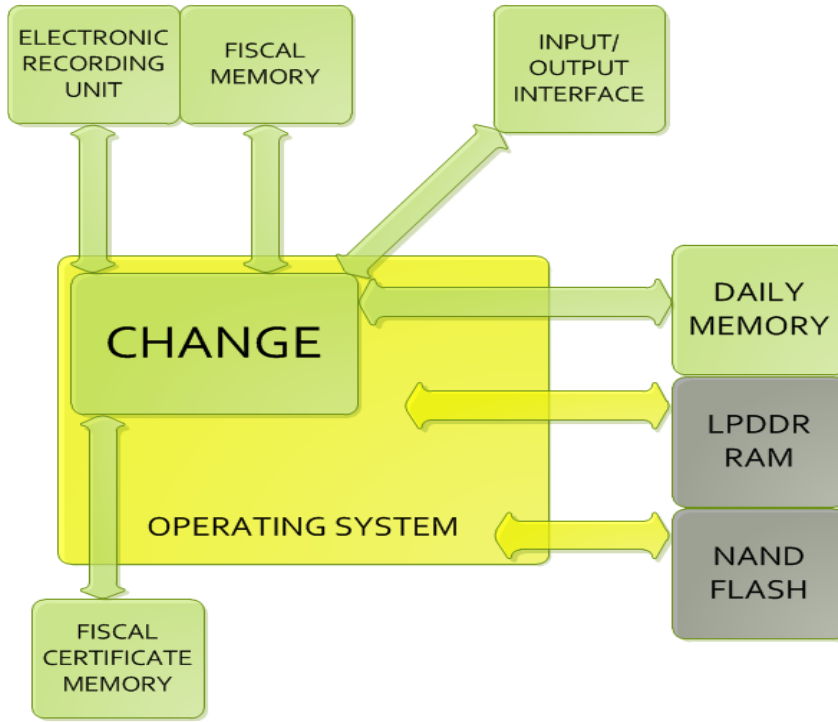 ELECTRONIC
RECORDING
UNIT
FISCAL
MEMORY
INPUT/
OUTPUT
INTERFACE
CHANGE
DAILY
MEMORY
LPDDR
RAM
OPERATING SYSTEM
NAND
FLASH
FISCAL
CERTIFICATE
MEMORY